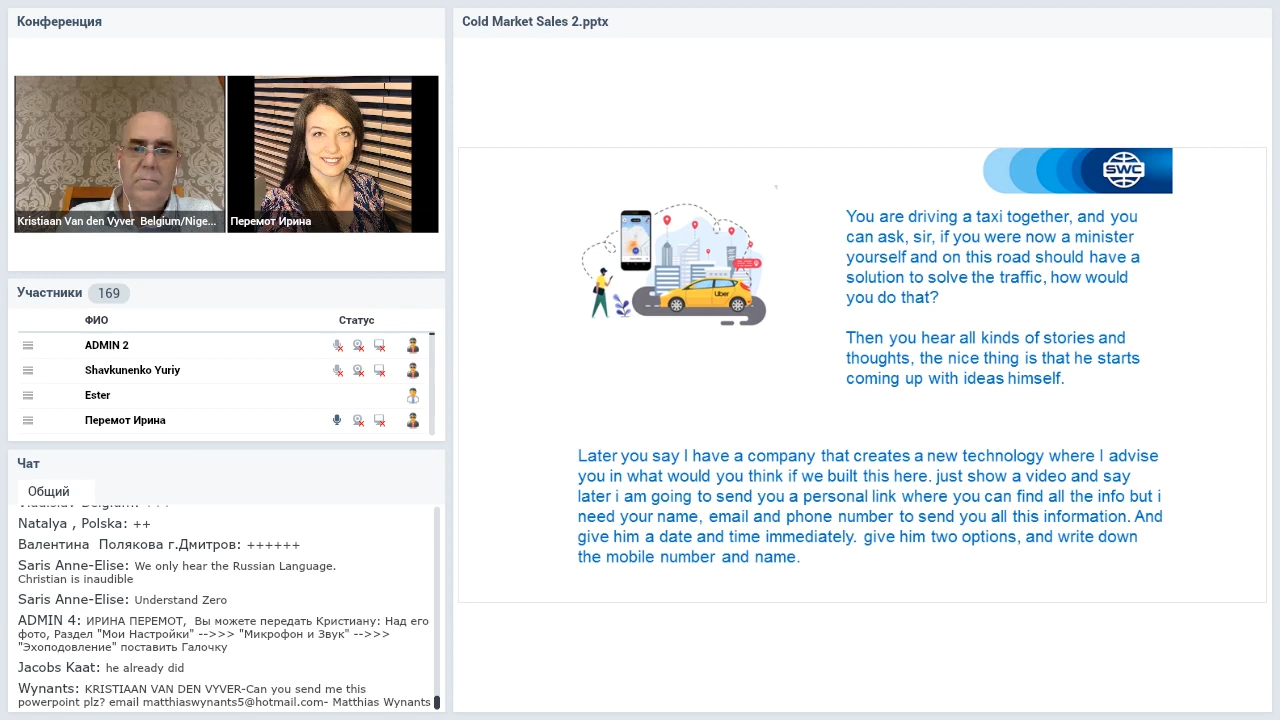 Конференция
Kristiaan Van den Vyver Belgium/Nige...
Перемот Ирина
Участники 169
ФИО Статус
ADMIN 2
Shavkunenko Yuriy
Ester
Перемот Ирина
Чат
Общий
Natalya , Polska: ++
Валентина Полякова г.Дмитров: ++++++
Saris Anne-Elise: We only hear the Russian Language.
Christian is inaudible
Saris Anne-Elise: Understand Zero
ADMIN 4: ИРИНА ПЕРЕМОТ, Вы можете передать Кристиану: Над его
фото, Раздел "Мои Настройки" -->>> "Микрофон и Звук" -->>>
"Эхоподовление" поставить Галочку
Jacobs Kaat: he already did
Wynants: KRISTIAAN VAN DEN VYVER-Can you send me this
powerpoint plz? email matthiaswynants5@hotmail.com- Matthias Wynants
Cold Market Sales 2.pptx
SWC
You are driving a taxi together, and you
can ask, sir, if you were now a minister
yourself and on this road should have a
solution to solve the traffic, how would
you do that?
Then you hear all kinds of stories and
thoughts, the nice thing is that he starts
coming up with ideas himself.
Uber
Later you say I have a company that creates a new technology where I advise
you in what would you think if we built this here. just show a video and say
later i am going to send you a personal link where you can find all the info but i
need your name, email and phone number to send you all this information. And
give him a date and time immediately. give him two options, and write down
the mobile number and name.